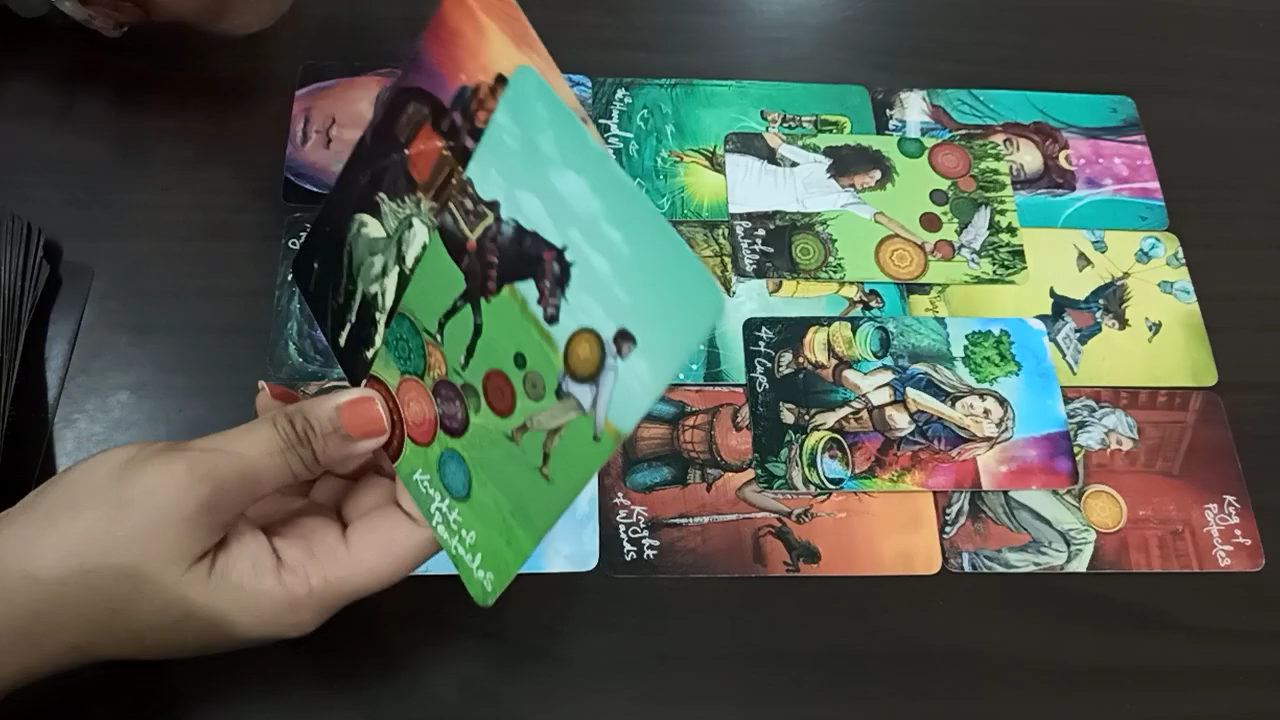 Knight of
Pentacles
9 of
Pentacles
4 of Cups
Knight
of Wands
King
of
Pentacles